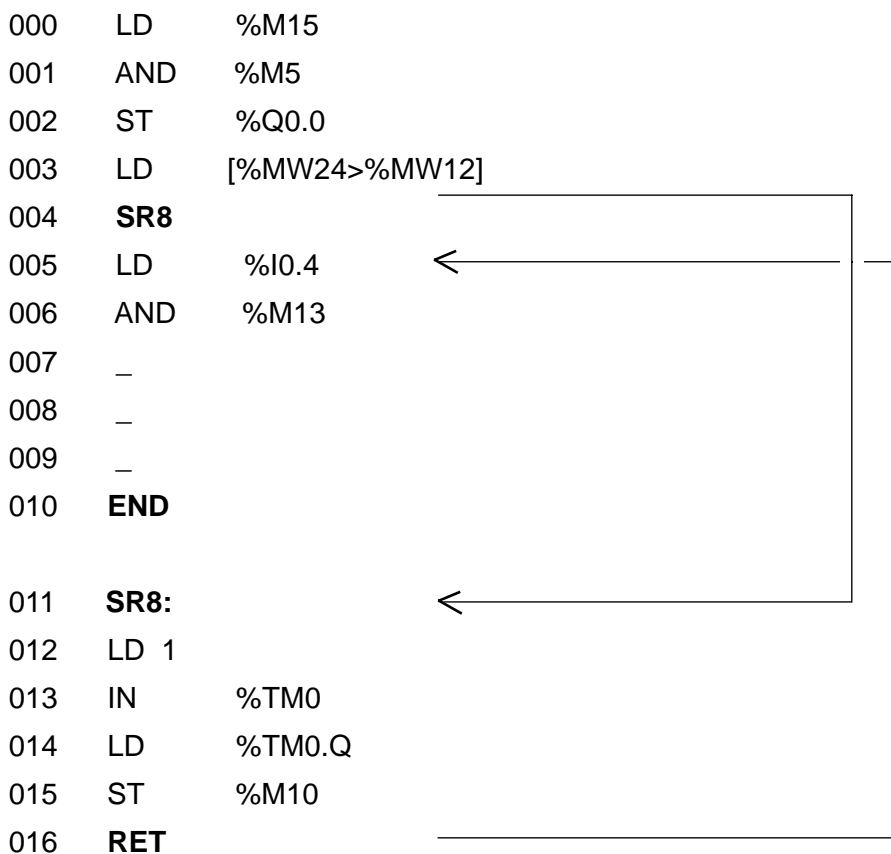 000 LD %M15
001 AND %M5
002 ST %Q0.0
003 LD [%MW24>%MW12]
004 SR8
005 LD %I0.4
006 AND %M13
007 _
008 _
009 _
010 END
011 SR8:
012 LD 1
013 IN %TM0
014 LD %TM0.Q
015 ST %M10
016 RET